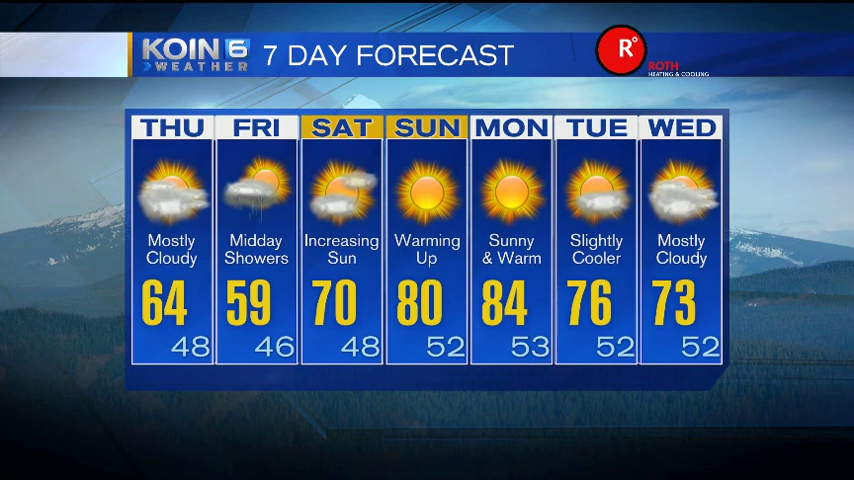 KOIN 6
WEATHER
7 DAY FORECAST
R°
ROTH
HEATING & COOLING
THU FRI SAT SUN MON TUE WED
Mostly Midday Increasing Warming Sunny Slightly Mostly
Cloudy Showers Sun Up & Warm Cooler Cloudy
64 59 70 80 84 76 73
48 46 48 52 53 52 52